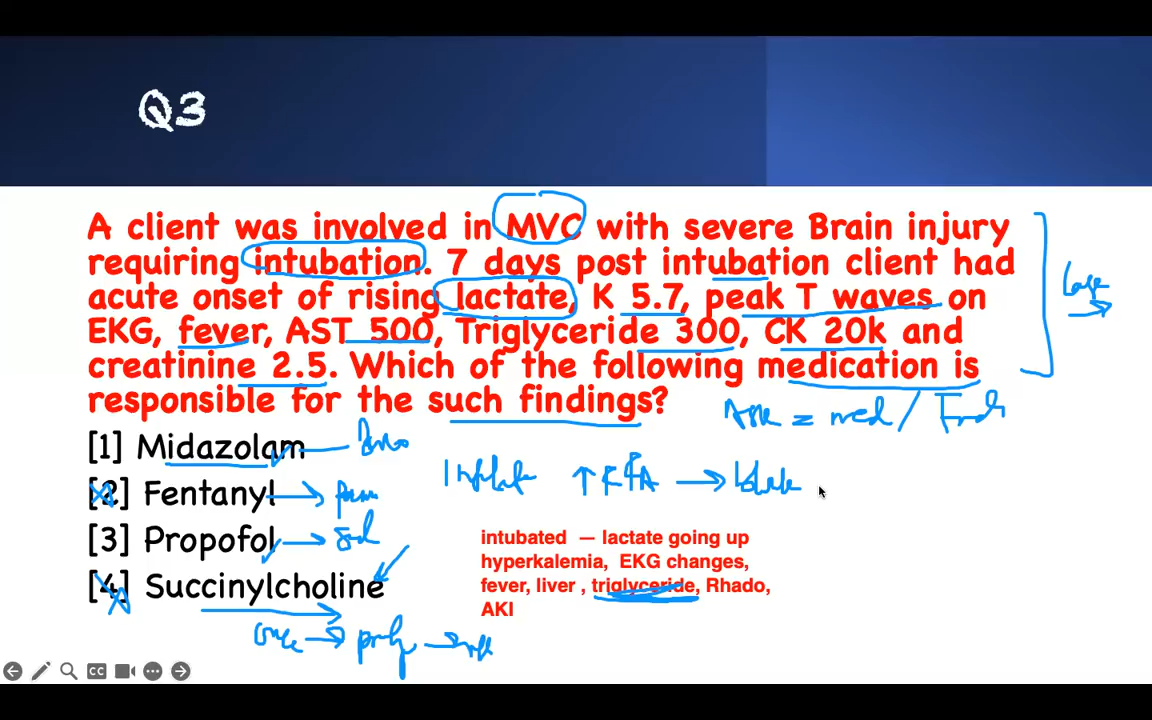 Q3
A client was involved in MVC with severe Brain injury
requiring intubation. 7 days post intubation client had
acute onset of rising lactate, K 5.7, peak T waves on
EKG, fever, AST 500, Triglyceride 300, CK 20k and
creatinine 2.5. Which of the following medication is
responsible for the such findings?
= med /
[1] Midazolam
[2] Fentanyl
[3] Propofol
[4] Succinylcholine
intubated — lactate going up
hyperkalemia, EKG changes,
fever, liver , triglyceride, Rhado,
AKI
CC